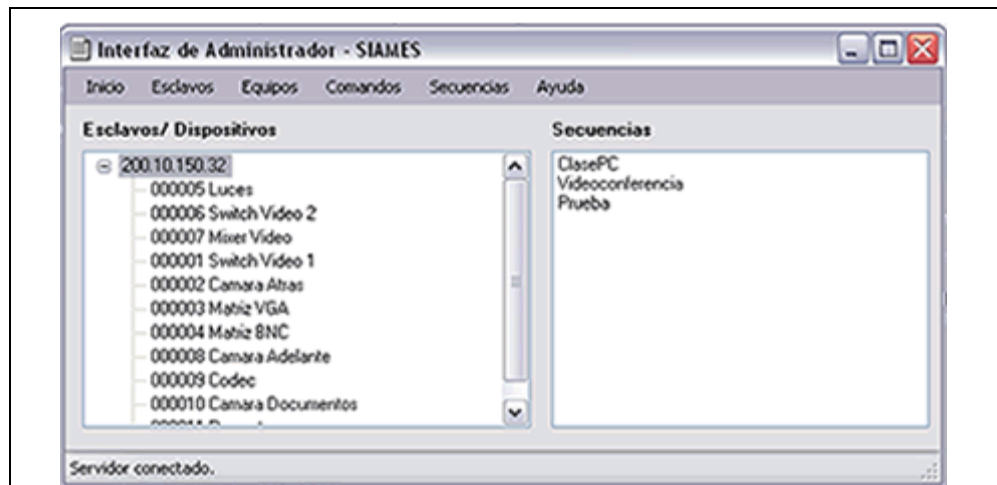 Interfaz de Administrador - SIAMES
Inicio Esclavos Equipos Comandos Secuencias Ayuda
Esclavos/ Dispositivos
200.10.150.32
000005 Luces
000006 Switch Video 2
000007 Mixer Video
000001 Switch Video 1
000002 Camara Atras
000003 Matriz VGA
000004 Matriz BNC
000008 Camara Adelante
000009 Codec
000010 Camara Documentos
Secuencias
ClasePC
Videoconferencia
Prueba
Servidor conectado.